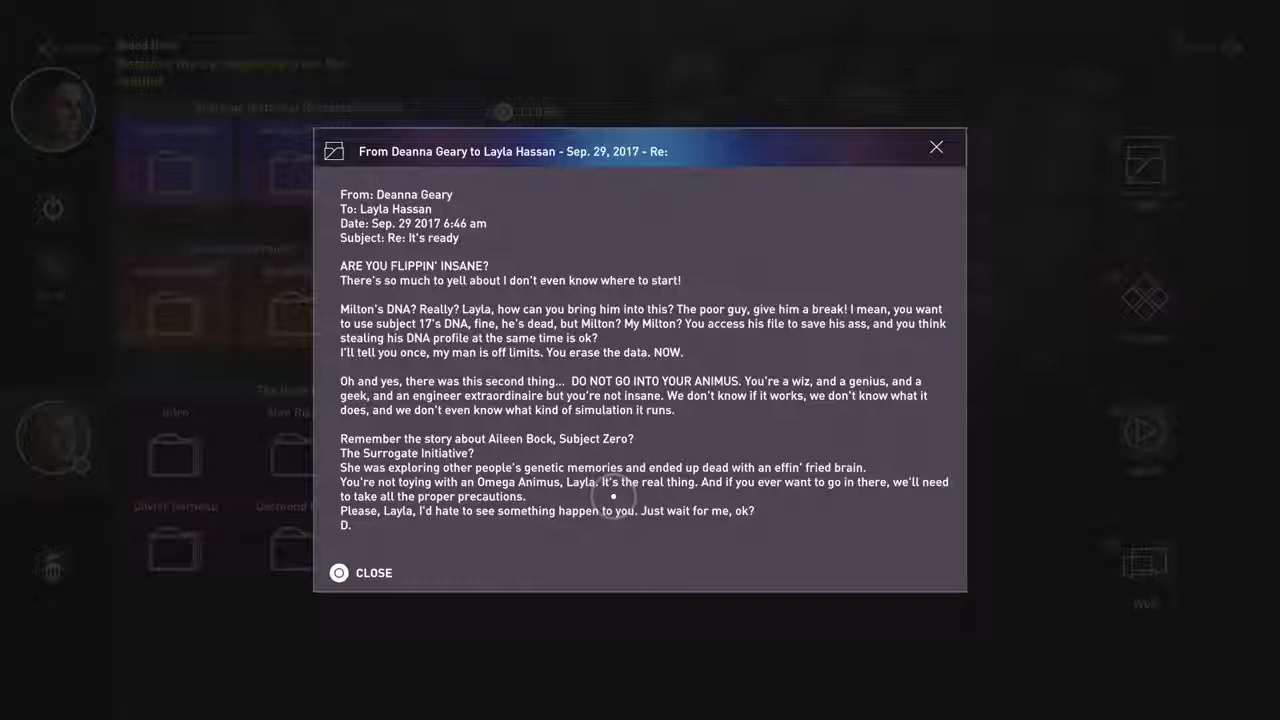 From Deanna Geary to Layla Hassan - Sep. 29, 2017 - Re:
From: Deanna Geary
To: Layla Hassan
Date: Sep. 29 2017 6:46 am
Subject: Re: It's ready
ARE YOU FLIPPIN' INSANE?
There's so much to yell about I don't even know where to start!
Milton's DNA? Really? Layla, how can you bring him into this? The poor guy, give him a break! I mean, you want
to use subject 17's DNA, fine, he's dead, but Milton? My Milton? You access his file to save his ass, and you think
stealing his DNA profile at the same time is ok?
I'll tell you once, my man is off limits. You erase the data. NOW.
Oh and yes, there was this second thing... DO NOT GO INTO YOUR ANIMUS. You're a wiz, and a genius, and a
geek, and an engineer extraordinaire but you're not insane. We don't know if it works, we don't know what it
does, and we don't even know what kind of simulation it runs.
Remember the story about Aileen Bock, Subject Zero?
The Surrogate Initiative?
She was exploring other people's genetic memories and ended up dead with an effin' fried brain.
You're not toying with an Omega Animus, Layla. It's the real thing. And if you ever want to go in there, we'll need
to take all the proper precautions.
Please, Layla, I'd hate to see something happen to you. Just wait for me, ok?
D.
CLOSE